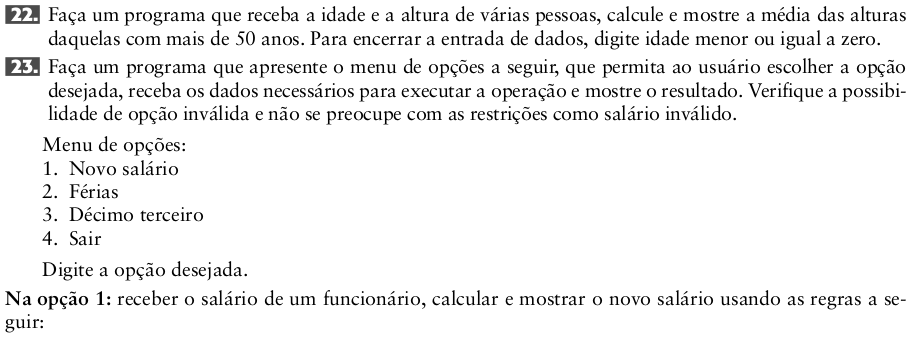 22. Faça um programa que receba a idade e a altura de várias pessoas, calcule e mostre a média das alturas
daquelas com mais de 50 anos. Para encerrar a entrada de dados, digite idade menor ou igual a zero.
23. Faça um programa que apresente o menu de opções a seguir, que permita ao usuário escolher a opção
desejada, receba os dados necessários para executar a operação e mostre o resultado. Verifique a possibi-
lidade de opção inválida e não se preocupe com as restrições como salário inválido.
Menu de opções:
1. Novo salário
2. Férias
3. Décimo terceiro
4. Sair
Digite a opção desejada.
Na opção 1: receber o salário de um funcionário, calcular e mostrar o novo salário usando as regras a se-
guir: